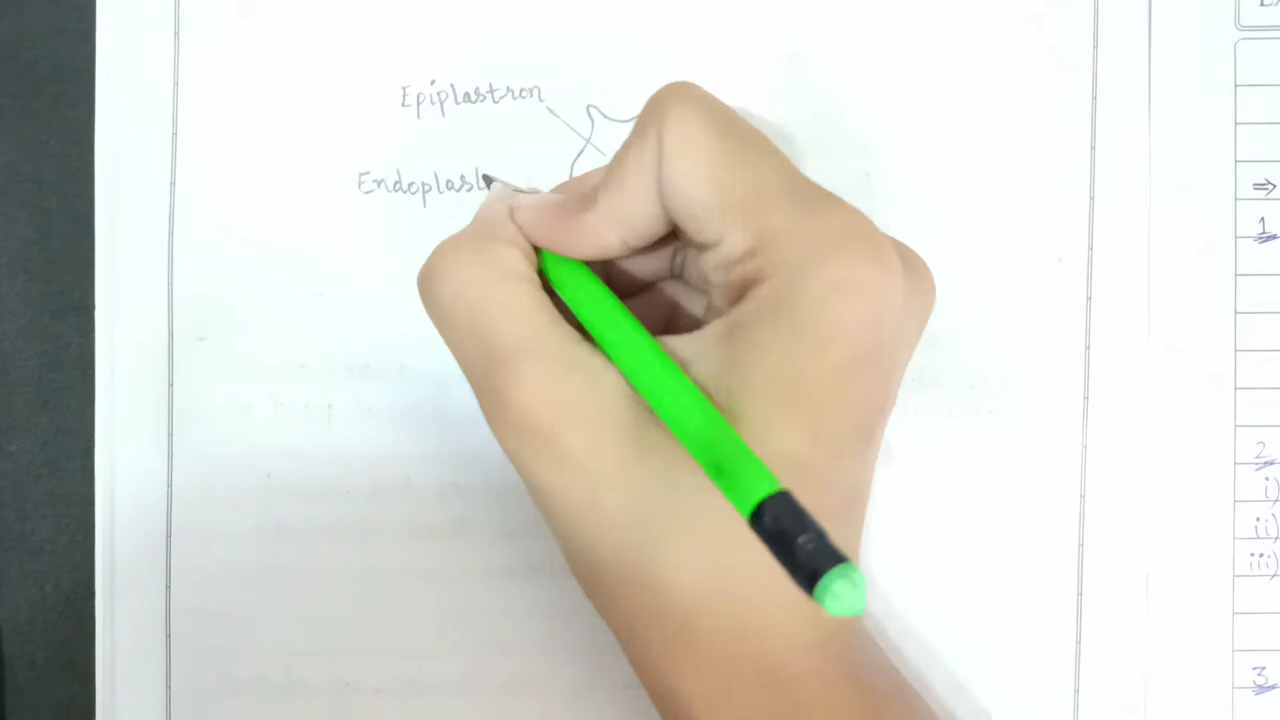 Epiplastron
Endoplast
⇒
1
2
i)
ii)
iii)
3